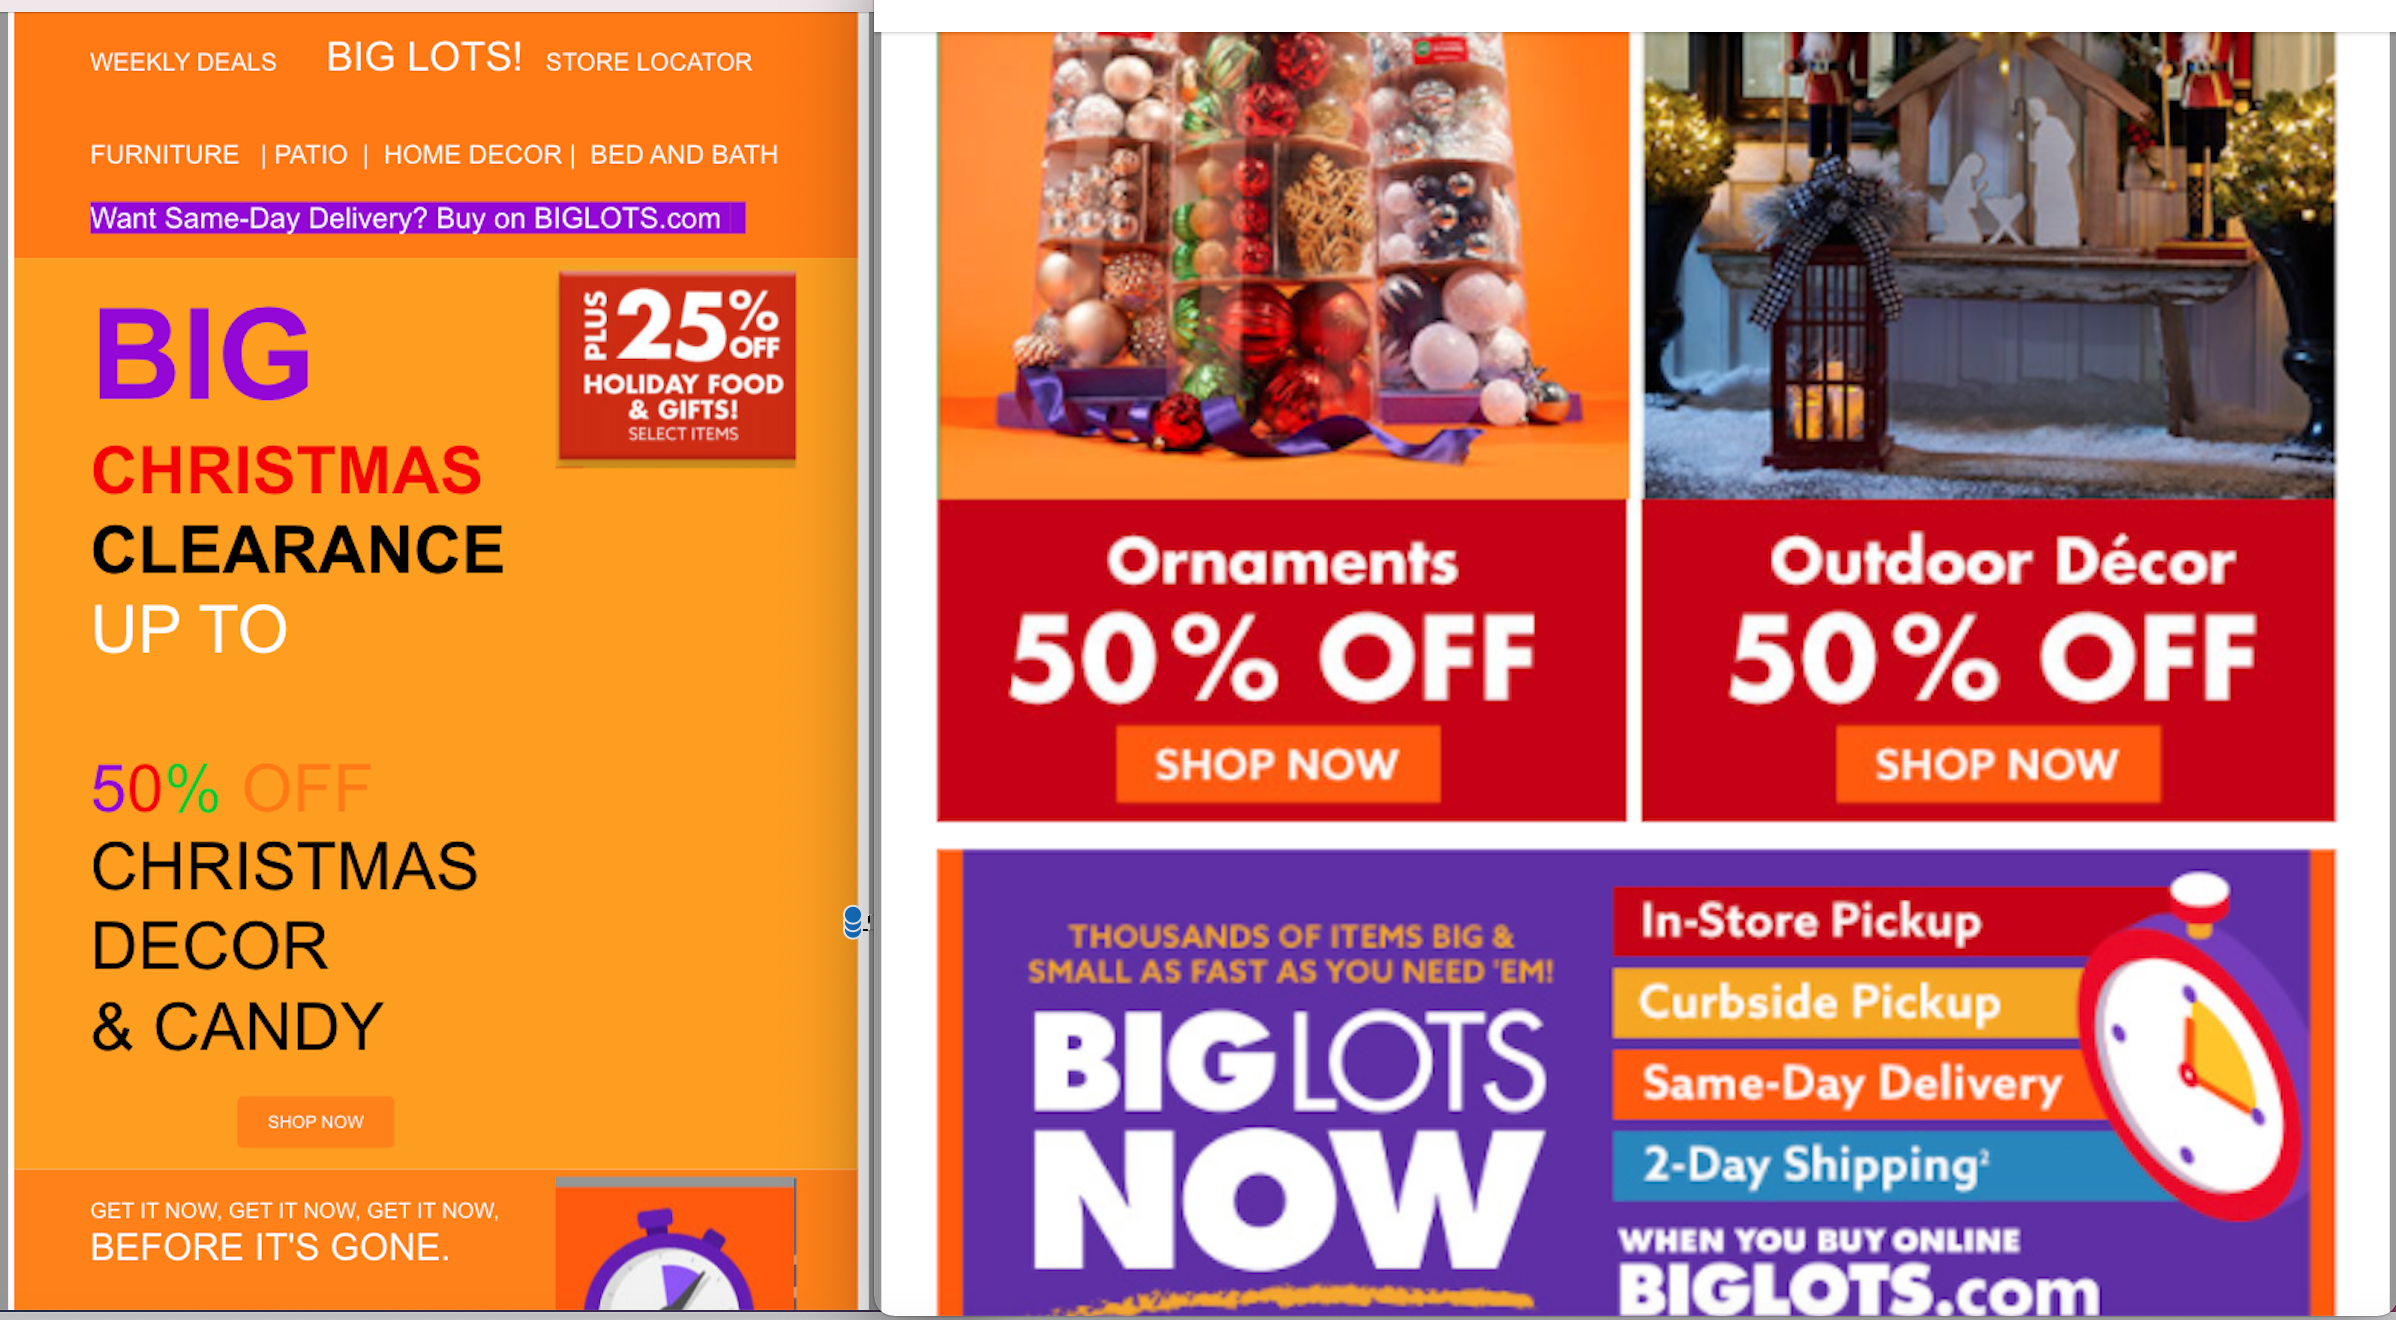 WEEKLY DEALS BIG LOTS! STORE LOCATOR
FURNITURE | PATIO | HOME DECOR | BED AND BATH
Want Same-Day Delivery? Buy on BIGLOTS.com
BIG
CHRISTMAS
CLEARANCE
UP TO
50% OFF
CHRISTMAS
DECOR
& CANDY
SHOP NOW
PLUS
25% OFF
HOLIDAY FOOD
& GIFTS!
SELECT ITEMS
GET IT NOW, GET IT NOW, GET IT NOW,
BEFORE IT'S GONE.
Ornaments
50% OFF
SHOP NOW
Outdoor Décor
50% OFF
SHOP NOW
THOUSANDS OF ITEMS BIG &
SMALL AS FAST AS YOU NEED 'EM!
BIGLOTS
NOW
In-Store Pickup
Curbside Pickup
Same-Day Delivery
2-Day Shipping²
WHEN YOU BUY ONLINE
BIGLOTS.com